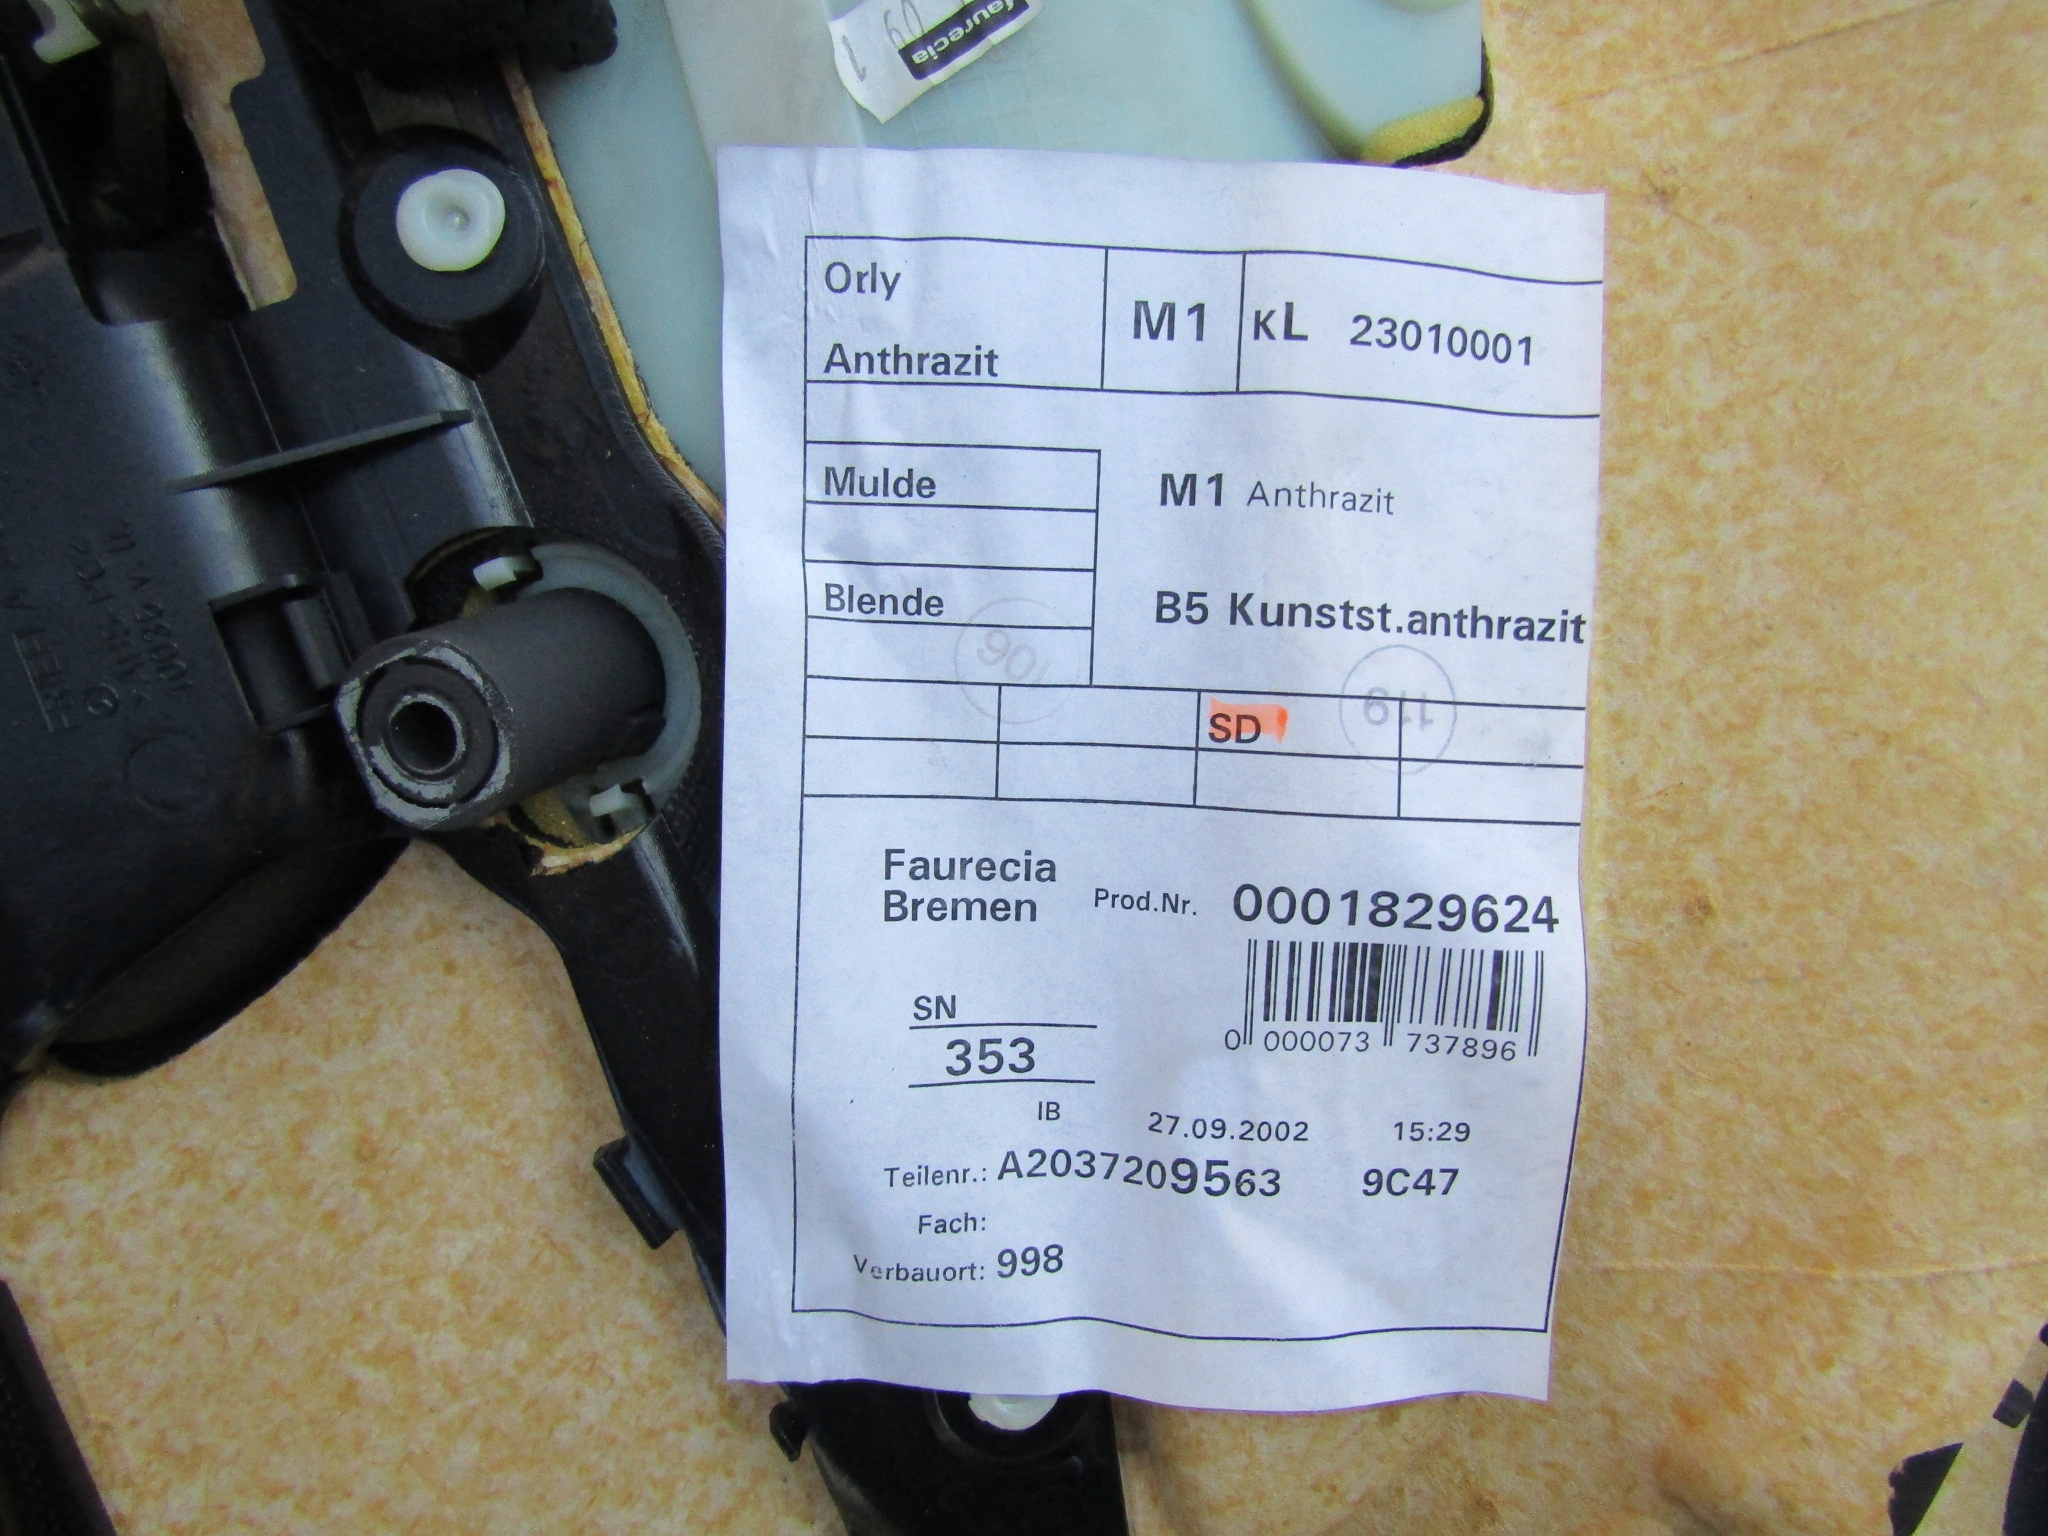 faurecia
60 1
Orly
Anthrazit
M1
KL 23010001
Mulde
M1 Anthrazit
Blende
B5 Kunstst.anthrazit
106
119
SD
Faurecia
Bremen
Prod.Nr. 0001829624
0 000073 737896
SN
353
IB 27.09.2002 15:29
Teilenr.: A2037209563 9C47
Fach:
Verbauort: 998